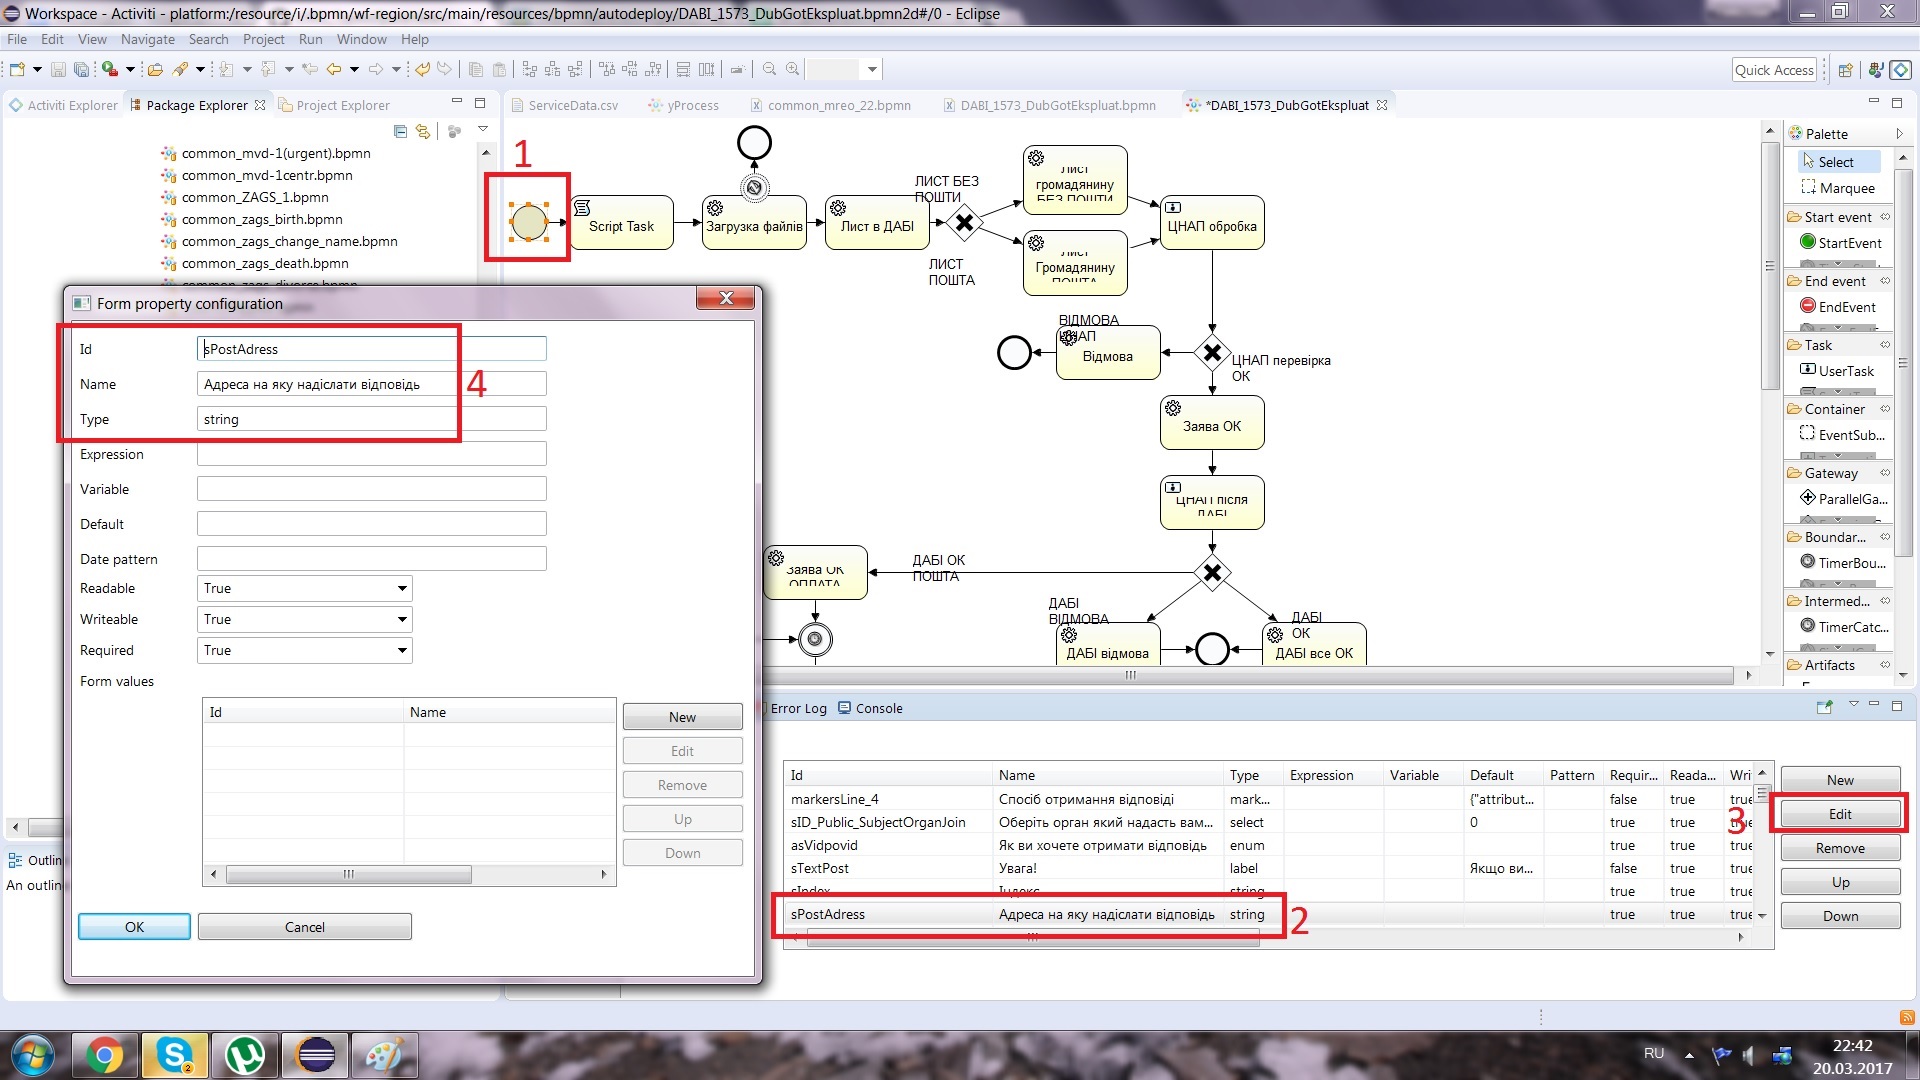 Workspace - Activiti - platform:/resource/i/.bpmn/wf-region/src/main/resources/bpmn/autodeploy/DABI_1573_DubGotEkspluat.bpmn2d#/0 - Eclipse
File Edit View Navigate Search Project Run Window Help
Quick Access
Activiti Explorer Package Explorer Project Explorer
ServiceData.csv yProcess common_mreo_22.bpmn DABI_1573_DubGotEkspluat.bpmn *DABI_1573_DubGotEkspluat
common_mvd-1(urgent).bpmn
common_mvd-1centr.bpmn
common_ZAGS_1.bpmn
common_zags_birth.bpmn
common_zags_change_name.bpmn
common_zags_death.bpmn
1
Script Task
Загрузка файлів
Лист в ДАБІ
ЛИСТ БЕЗ
ПОШТИ
ЛИСТ
ПОШТА
Лист
громадянину
БЕЗ ПОШТИ
Лист
Громадянину
ПОШТА
ЦНАП обробка
ВІДМОВА
ЦНАП
Відмова
ЦНАП перевірка
ОК
Заява ОК
ЦНАП після
ДАБІ
ДАБІ ОК
ПОШТА
Заява ОК
ОПЛАТА
ДАБІ
ВІДМОВА
ДАБІ відмова
ДАБІ
ОК
ДАБІ все ОК
Palette
Select
Marquee
Start event
StartEvent
End event
EndEvent
Task
UserTask
Container
EventSub...
Gateway
ParallelGa...
Boundar...
TimerBou...
Intermed...
TimerCatc...
Artifacts
Form property configuration
Id sPostAdress
Name Адреса на яку надіслати відповідь
4
Type string
Expression
Variable
Default
Date pattern
Readable True
Writeable True
Required True
Form values
Id Name
New
Edit
Remove
Up
Down
OK Cancel
Outlin
An outlin
Error Log Console
Id Name Type Expression Variable Default Pattern Requir... Reada... Wri
markersLine_4 Спосіб отримання відповіді mark... {"attribut... false true true
sID_Public_SubjectOrganJoin Оберіть орган який надасть вам... select 0 true true true
asVidpovid Як ви хочете отримати відповідь enum true true true
sTextPost Увага! label Якщо ви... false true true
sIndex Індекс string true true true
sPostAdress Адреса на яку надіслати відповідь string true true true
2
3
New
Edit
Remove
Up
Down
RU
22:42
20.03.2017